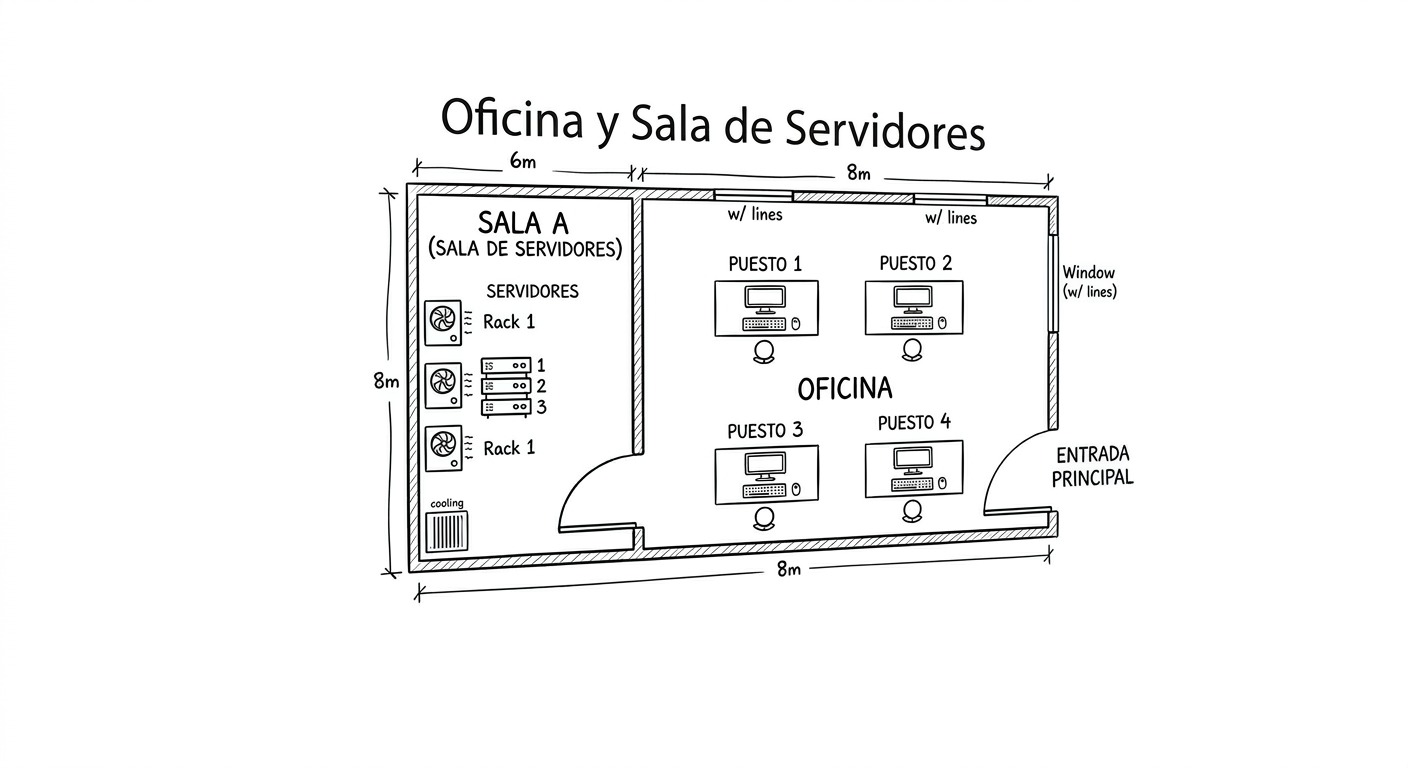 Oficina y Sala de Servidores
6m
8m
w/ lines
w/ lines
SALA A
(SALA DE SERVIDORES)
SERVIDORES
Rack 1
1
2
3
Rack 1
cooling
8m
PUESTO 1
PUESTO 2
Window
(w/ lines)
OFICINA
PUESTO 3
PUESTO 4
ENTRADA
PRINCIPAL
8m